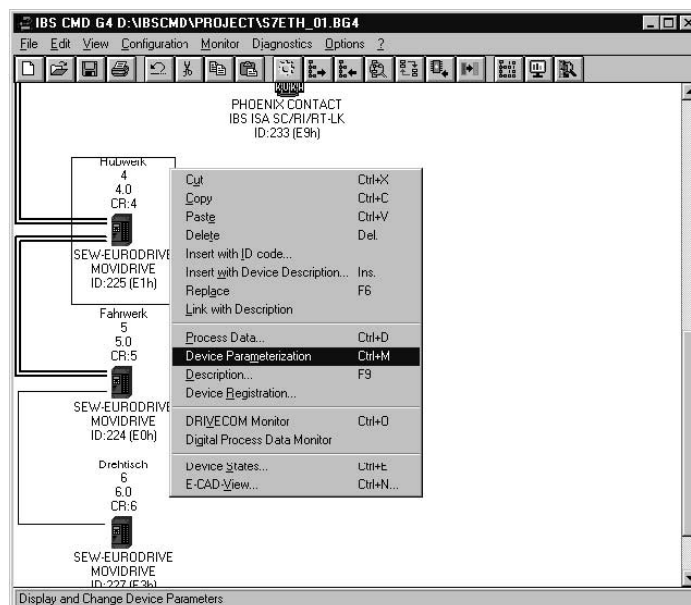 IBS CMD G4 D:\IBSCMD\PROJECT\S7ETH_01.BG4
File Edit View Configuration Monitor Diagnostics Options ?
PHOENIX CONTACT
IBS ISA SC/RI/RT-LK
ID:233 (E9h)
Hubwerk
4
4.0
CR:4
SEW-EURODRIVE
MOVIDRIVE
ID:225 (E1h)
Fahrwerk
5
5.0
CR:5
SEW-EURODRIVE
MOVIDRIVE
ID:224 (E0h)
Drehtisch
6
6.0
CR:6
SEW-EURODRIVE
MOVIDRIVE
ID:227 (E3h)
Cut Ctrl+X
Copy Ctrl+C
Paste Ctrl+V
Delete Del.
Insert with ID code...
Insert with Device Description... Ins.
Replace F6
Link with Description
Process Data... Ctrl+D
Device Parameterization Ctrl+M
Description... F9
Device Registration...
DRIVECOM Monitor Ctrl+O
Digital Process Data Monitor
Device States... Ctrl+E
E-CAD-View... Ctrl+N...
Display and Change Device Parameters